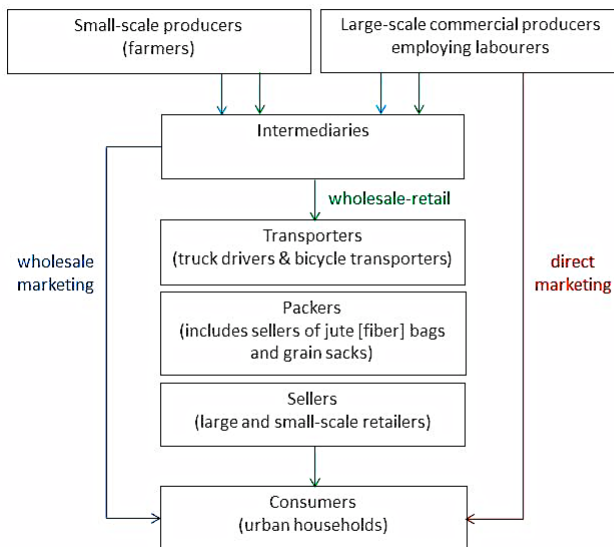 Small-scale producers
(farmers)
Large-scale commercial producers
employing labourers
Intermediaries
wholesale-retail
Transporters
(truck drivers & bicycle transporters)
wholesale
marketing
direct
marketing
Packers
(includes sellers of jute [fiber] bags
and grain sacks)
Sellers
(large and small-scale retailers)
Consumers
(urban households)